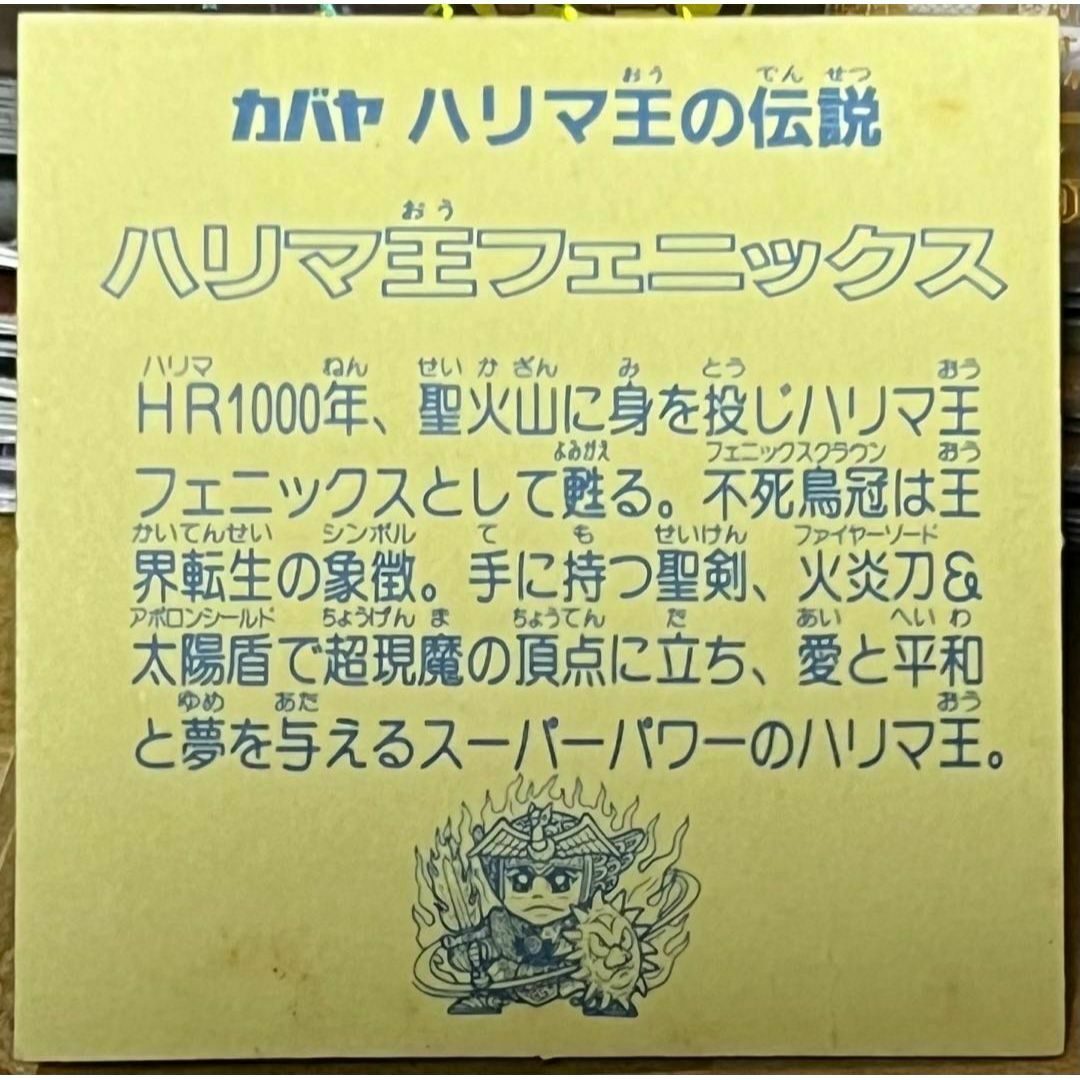 カバヤ ハリマ王の伝説
ハリマ王フェニックス
HR1000年、聖火山に身を投じハリマ王
フェニックスとして甦る。不死鳥冠は王
界転生の象徴。手に持つ聖剣、火炎刀&
太陽盾で超現魔の頂点に立ち、愛と平和
と夢を与えるスーパーパワーのハリマ王。